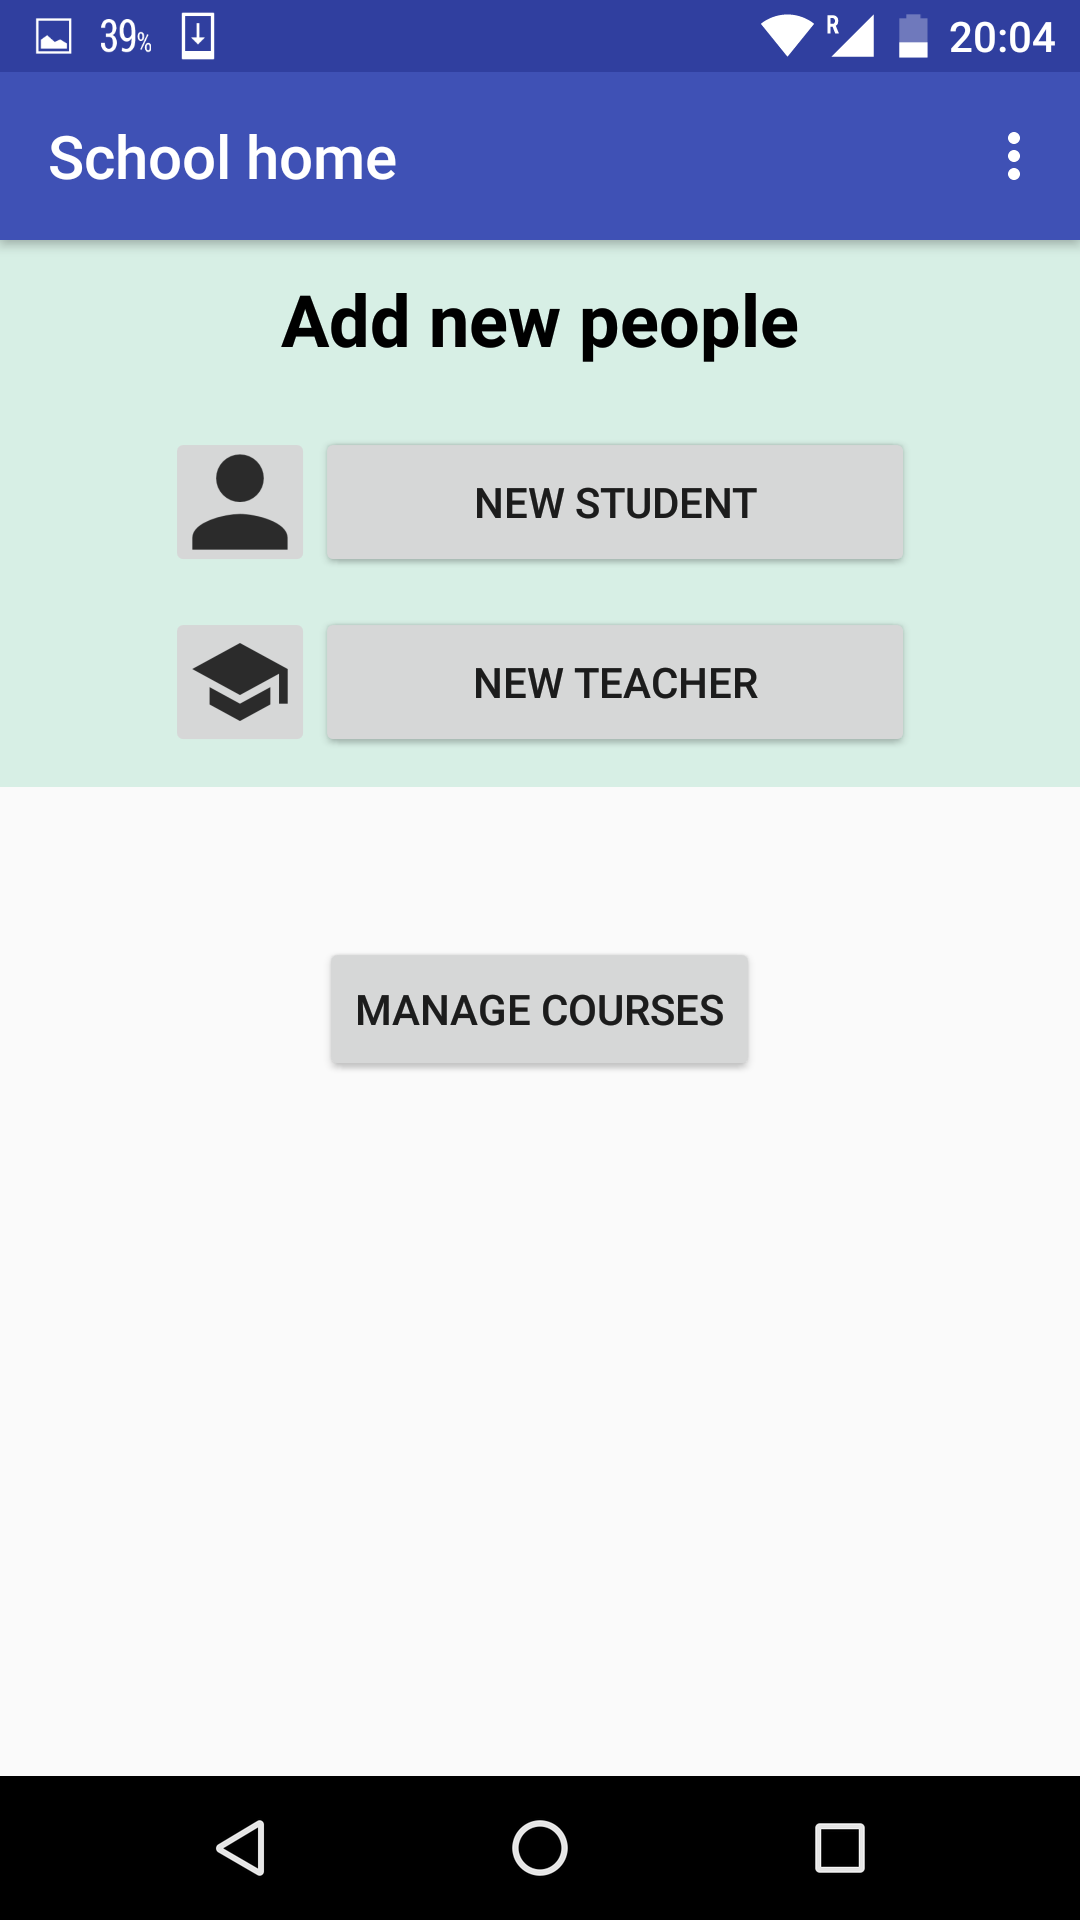 39%
R
20:04
School home
Add new people
NEW STUDENT
NEW TEACHER
MANAGE COURSES